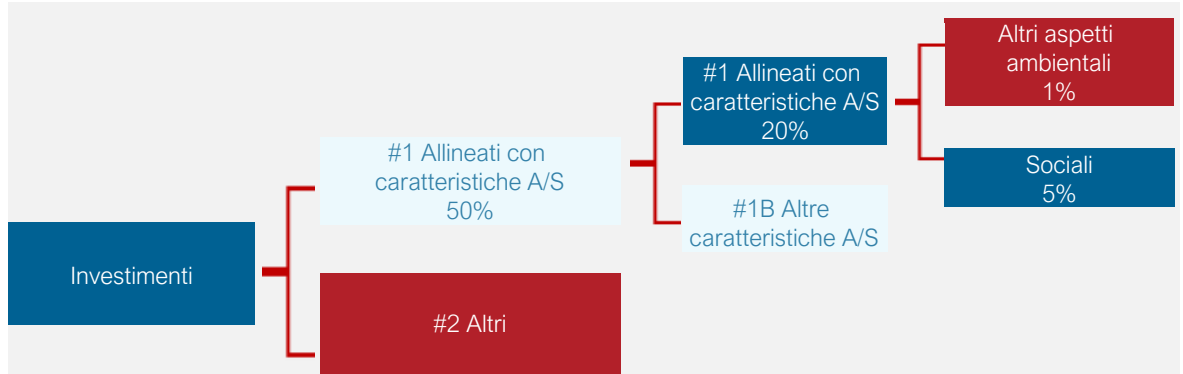 Investimenti
#1 Allineati con
caratteristiche A/S
50%
#2 Altri
#1 Allineati con
caratteristiche A/S
20%
#1B Altre
caratteristiche A/S
Altri aspetti
ambientali
1%
Sociali
5%